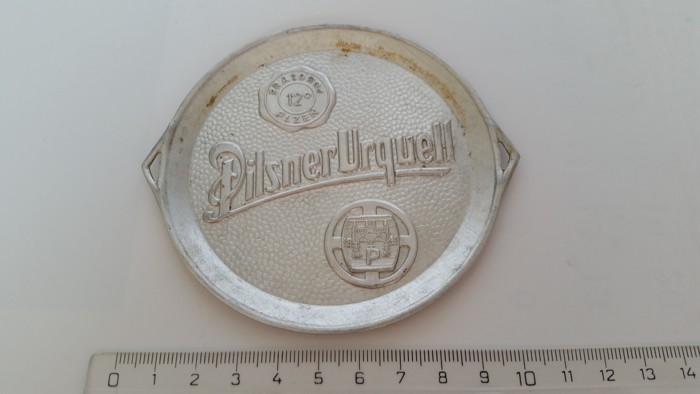 PRAZDROJ
12°
PLZEŇ
Pilsner Urquell
P
0 1 2 3 4 5 6 7 8 9 10 11 12 13 14